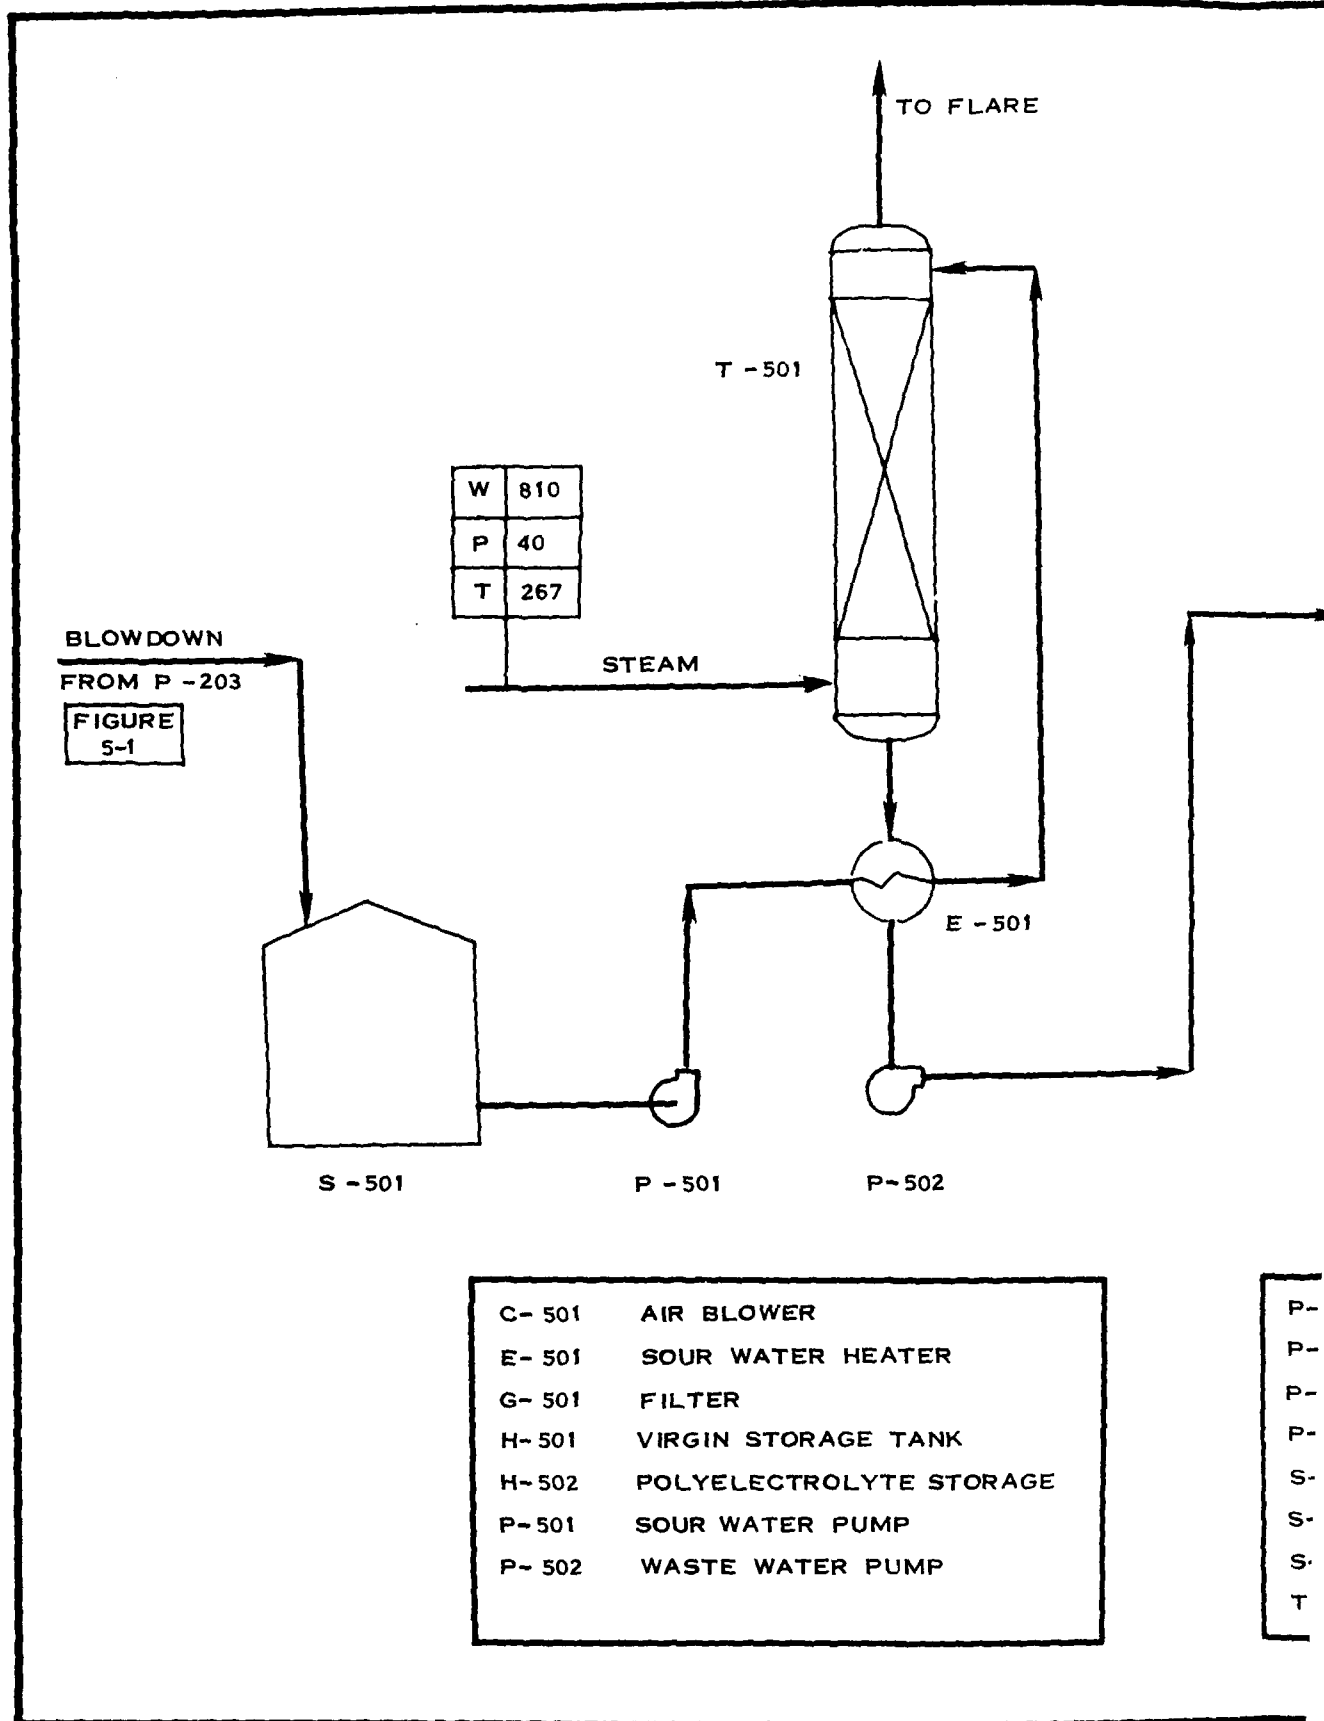 TO FLARE
T-501
W 810
P 40
T 267
BLOWDOWN
FROM P-203
FIGURE
5-1
STEAM
E-501
S-501
P-501
P-502
C-501 AIR BLOWER
E-501 SOUR WATER HEATER
G-501 FILTER
H-501 VIRGIN STORAGE TANK
H-502 POLYELECTROLYTE STORAGE
P-501 SOUR WATER PUMP
P-502 WASTE WATER PUMP
P-
P-
P-
P-
S-
S-
S-
T